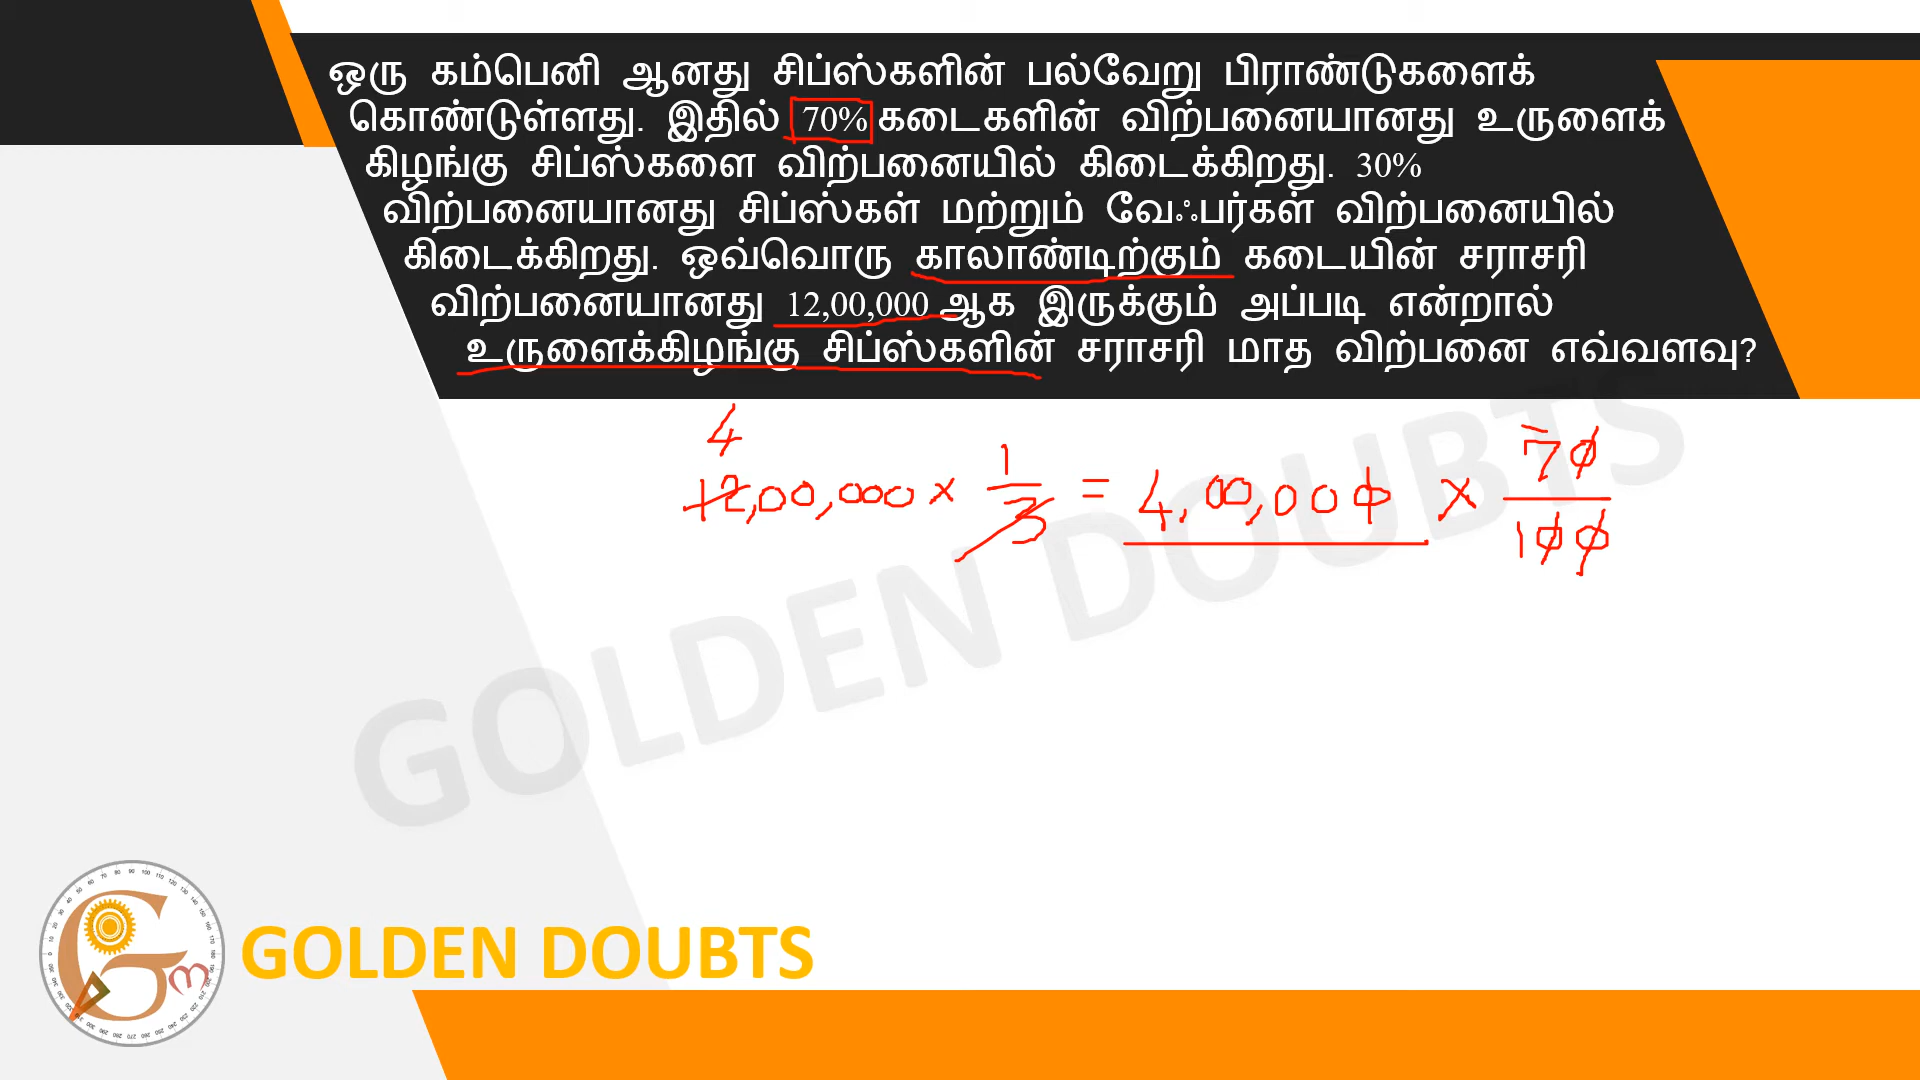 ஒரு கம்பெனி ஆனது சிப்ஸ்களின் பல்வேறு பிராண்டுகளைக்
கொண்டுள்ளது. இதில் 70% கடைகளின் விற்பனையானது உருளைக்
கிழங்கு சிப்ஸ்களை விற்பனையில் கிடைக்கிறது. 30%
விற்பனையானது சிப்ஸ்கள் மற்றும் வேஃபர்கள் விற்பனையில்
கிடைக்கிறது. ஒவ்வொரு காலாண்டிற்கும் கடையின் சராசரி
விற்பனையானது 12,00,000 ஆக இருக்கும் அப்படி என்றால்
உருளைக்கிழங்கு சிப்ஸ்களின் சராசரி மாத விற்பனை எவ்வளவு?
4
12,00,000 × 1/3 = 4,00,000 × 70/100
GOLDEN DOUBTS
GOLDEN DOUBTS